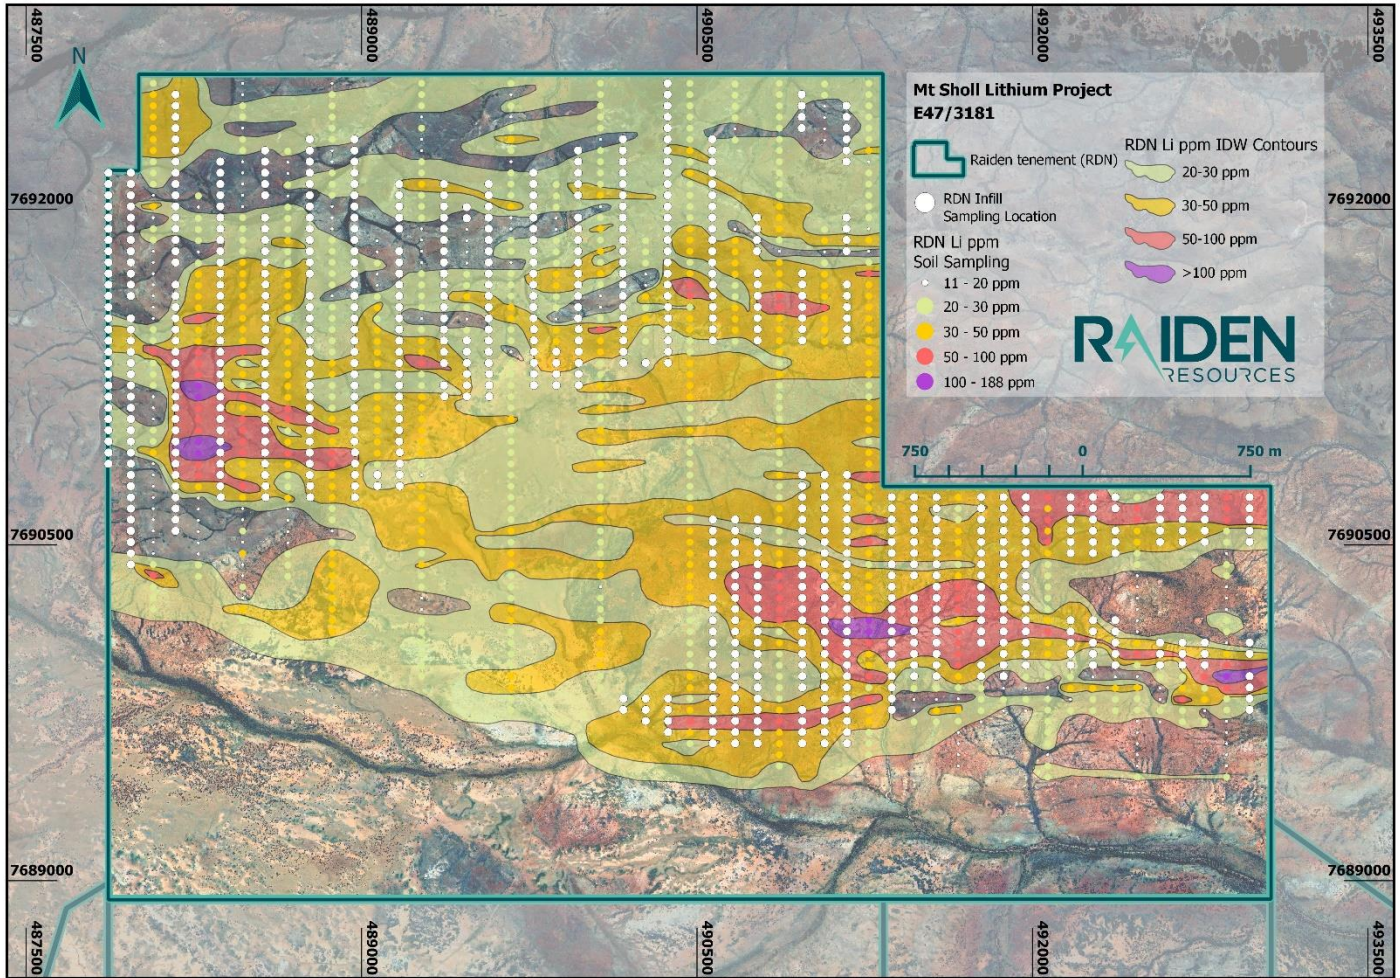 487500
489000
490500
492000
493500
N
Mt Sholl Lithium Project
E47/3181
Raiden tenement (RDN)
RDN Infill
Sampling Location
RDN Li ppm
Soil Sampling
11 - 20 ppm
20 - 30 ppm
30 - 50 ppm
50 - 100 ppm
100 - 188 ppm
RDN Li ppm IDW Contours
20-30 ppm
30-50 ppm
50-100 ppm
>100 ppm
RAIDEN
RESOURCES
7692000
7692000
750
0
750 m
7690500
7690500
7689000
7689000
487500
489000
490500
492000
493500